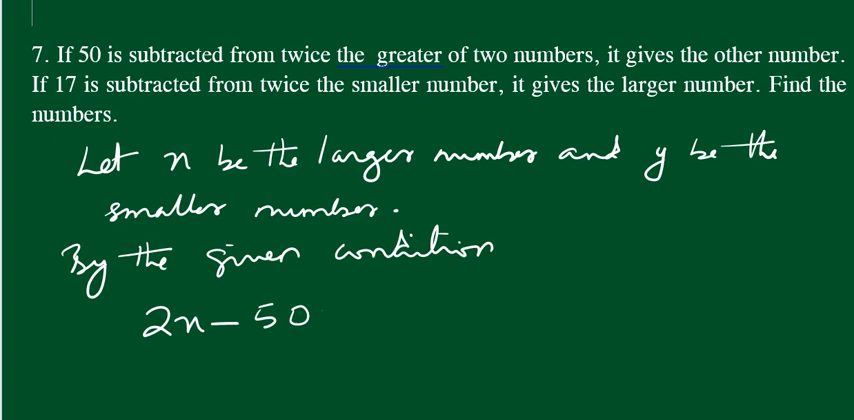 7. If 50 is subtracted from twice the greater of two numbers, it gives the other number.
If 17 is subtracted from twice the smaller number, it gives the larger number. Find the
numbers.
Let x be the larger number and y be the
smaller number.
By the given condition
2x - 50